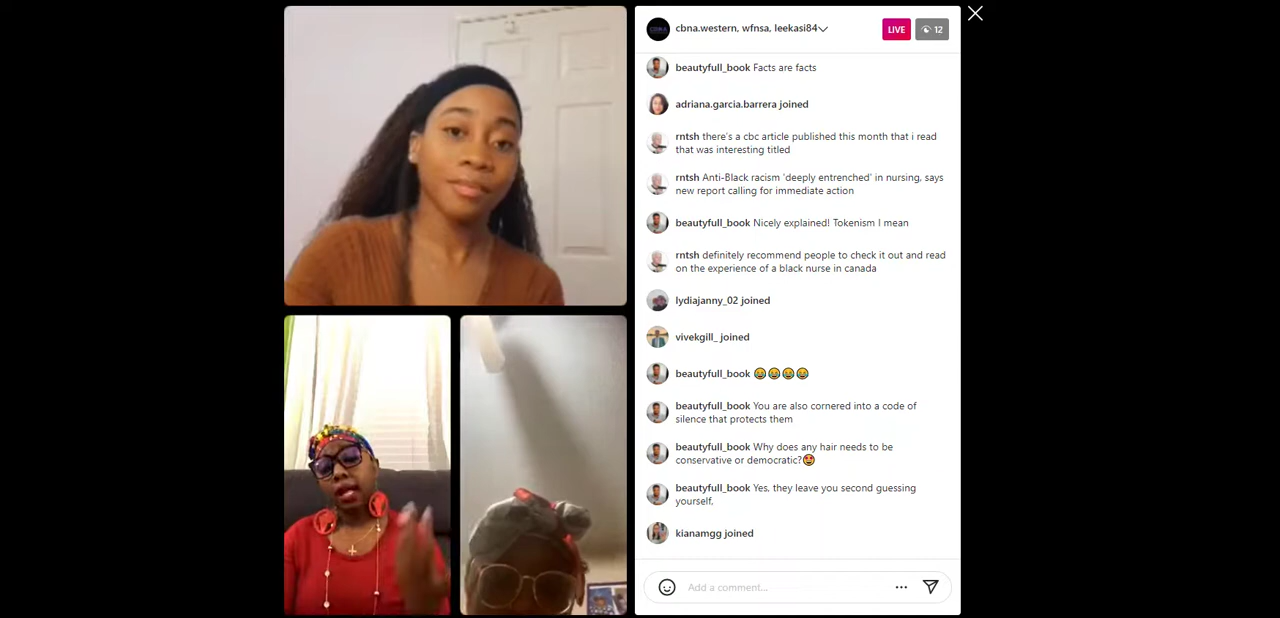 cbna.western, wfnsa, leekasi84
LIVE
12
beautyfull_book Facts are facts
adriana.garcia.barrera joined
rntsh there's a cbc article published this month that i read
that was interesting titled
rntsh Anti-Black racism 'deeply entrenched' in nursing, says
new report calling for immediate action
beautyfull_book Nicely explained! Tokenism I mean
rntsh definitely recommend people to check it out and read
on the experience of a black nurse in canada
lydiajanny_02 joined
vivekgill_ joined
beautyfull_book 😂😂😂😂
beautyfull_book You are also cornered into a code of
silence that protects them
beautyfull_book Why does any hair needs to be
conservative or democratic?🤩
beautyfull_book Yes, they leave you second guessing
yourself,
kianamgg joined
Add a comment...